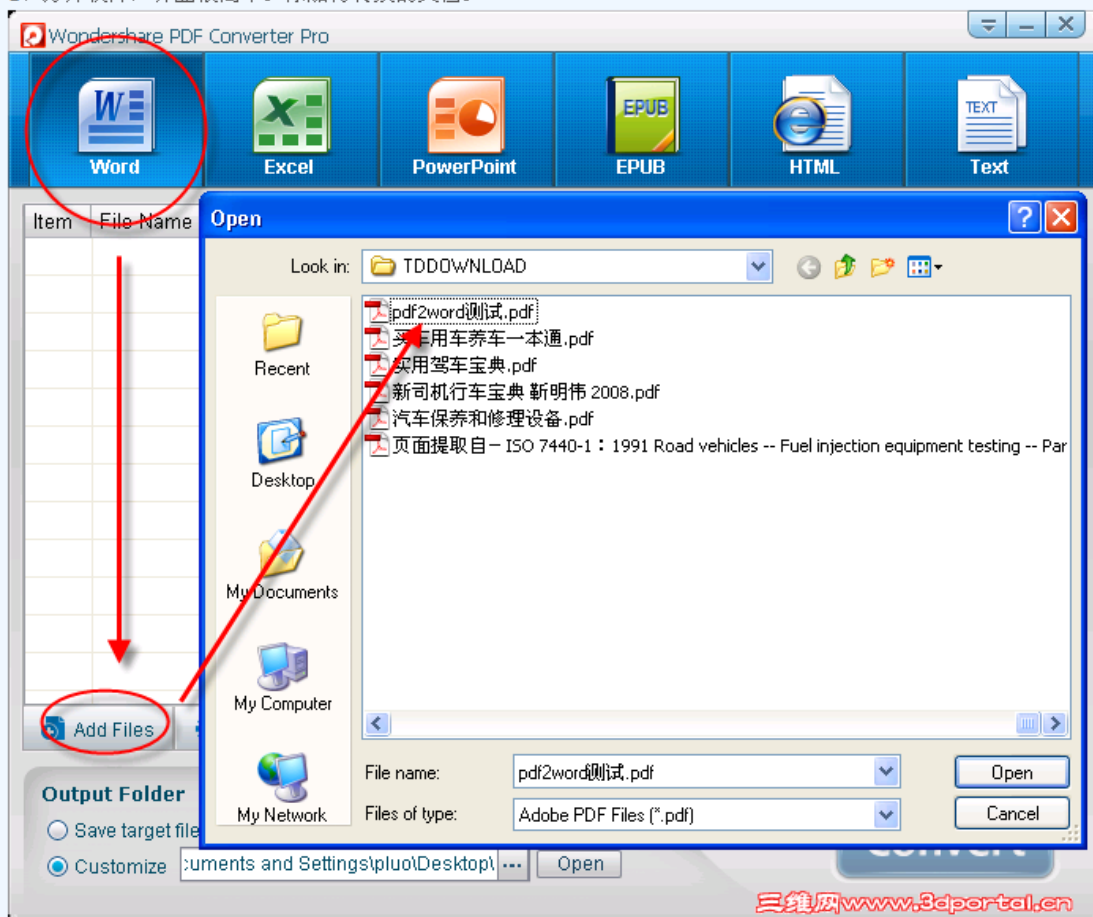 Wondershare PDF Converter Pro
W
Word
Excel
PowerPoint
EPUB
EPUB
HTML
TEXT
Text
Item File Name
Open
Look in: TDDOWNLOAD
Recent
Desktop
My Documents
My Computer
My Network
pdf2word测试.pdf
买车用车养车一本通.pdf
实用驾车宝典.pdf
新司机行车宝典 靳明伟 2008.pdf
汽车保养和修理设备.pdf
页面提取自－ ISO 7440-1：1991 Road vehicles -- Fuel injection equipment testing -- Par
File name: pdf2word测试.pdf Open
Files of type: Adobe PDF Files (*.pdf) Cancel
Add Files
Output Folder
Save target file
Customize :uments and Settings\pluo\Desktop\ ... Open
Convert
三维网www.3dportal.cn